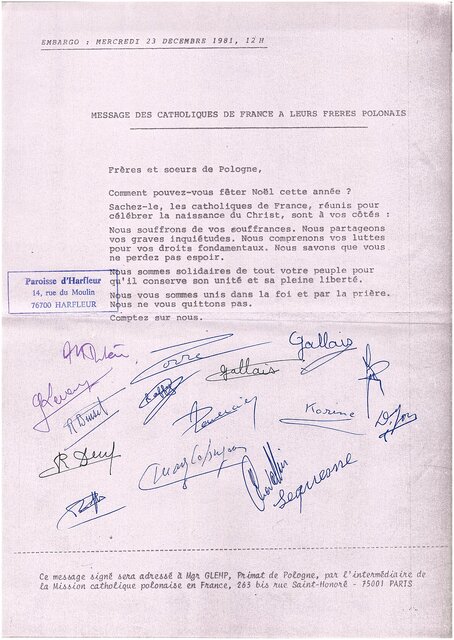 EMBARGO : MERCREDI 23 DECEMBRE 1981, 12 H
MESSAGE DES CATHOLIQUES DE FRANCE A LEURS FRERES POLONAIS
Frères et soeurs de Pologne,
Comment pouvez-vous fêter Noël cette année ?
Sachez-le, les catholiques de France, réunis pour
célébrer la naissance du Christ, sont à vos côtés :
Nous souffrons de vos souffrances. Nous partageons
vos graves inquiétudes. Nous comprenons vos luttes
pour vos droits fondamentaux. Nous savons que vous
ne perdez pas espoir.
Nous sommes solidaires de tout votre peuple pour
qu'il conserve son unité et sa pleine liberté.
Nous vous sommes unis dans la foi et par la prière.
Nous ne vous quittons pas.
Comptez sur nous.
Paroisse d'Harfleur
14, rue du Moulin
76700 HARFLEUR
Gallais
Gallais
Karine
Lequesne
Ce message signé sera adressé à Mgr GLEMP, Primat de Pologne, par l'intermédiaire de
la Mission catholique polonaise en France, 263 bis rue Saint-Honoré - 75001 PARIS